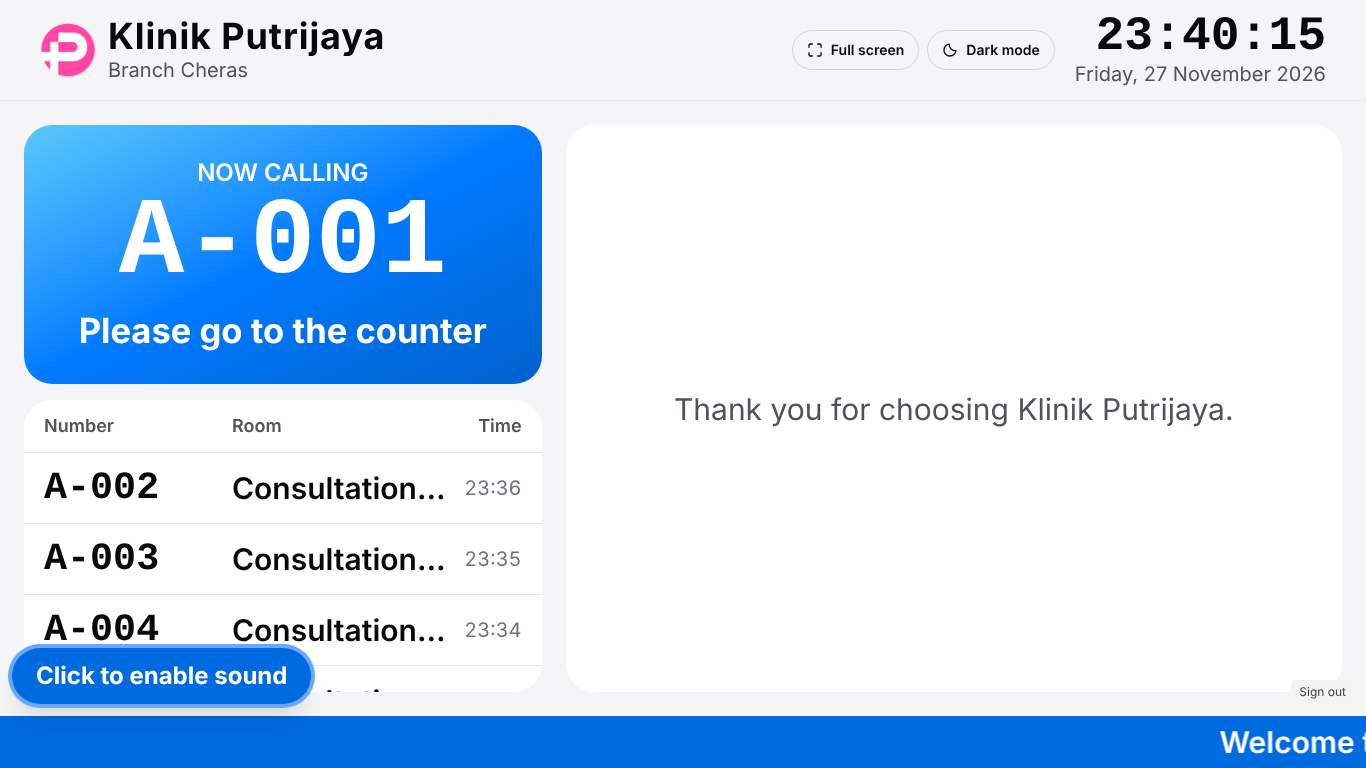 Klinik Putrijaya
Branch Cheras
Full screen
Dark mode
23:40:15
Friday, 27 November 2026
NOW CALLING
A-001
Please go to the counter
Number Room Time
A-002 Consultation... 23:36
A-003 Consultation... 23:35
A-004 Consultation... 23:34
Click to enable sound
Thank you for choosing Klinik Putrijaya.
Sign out
Welcome